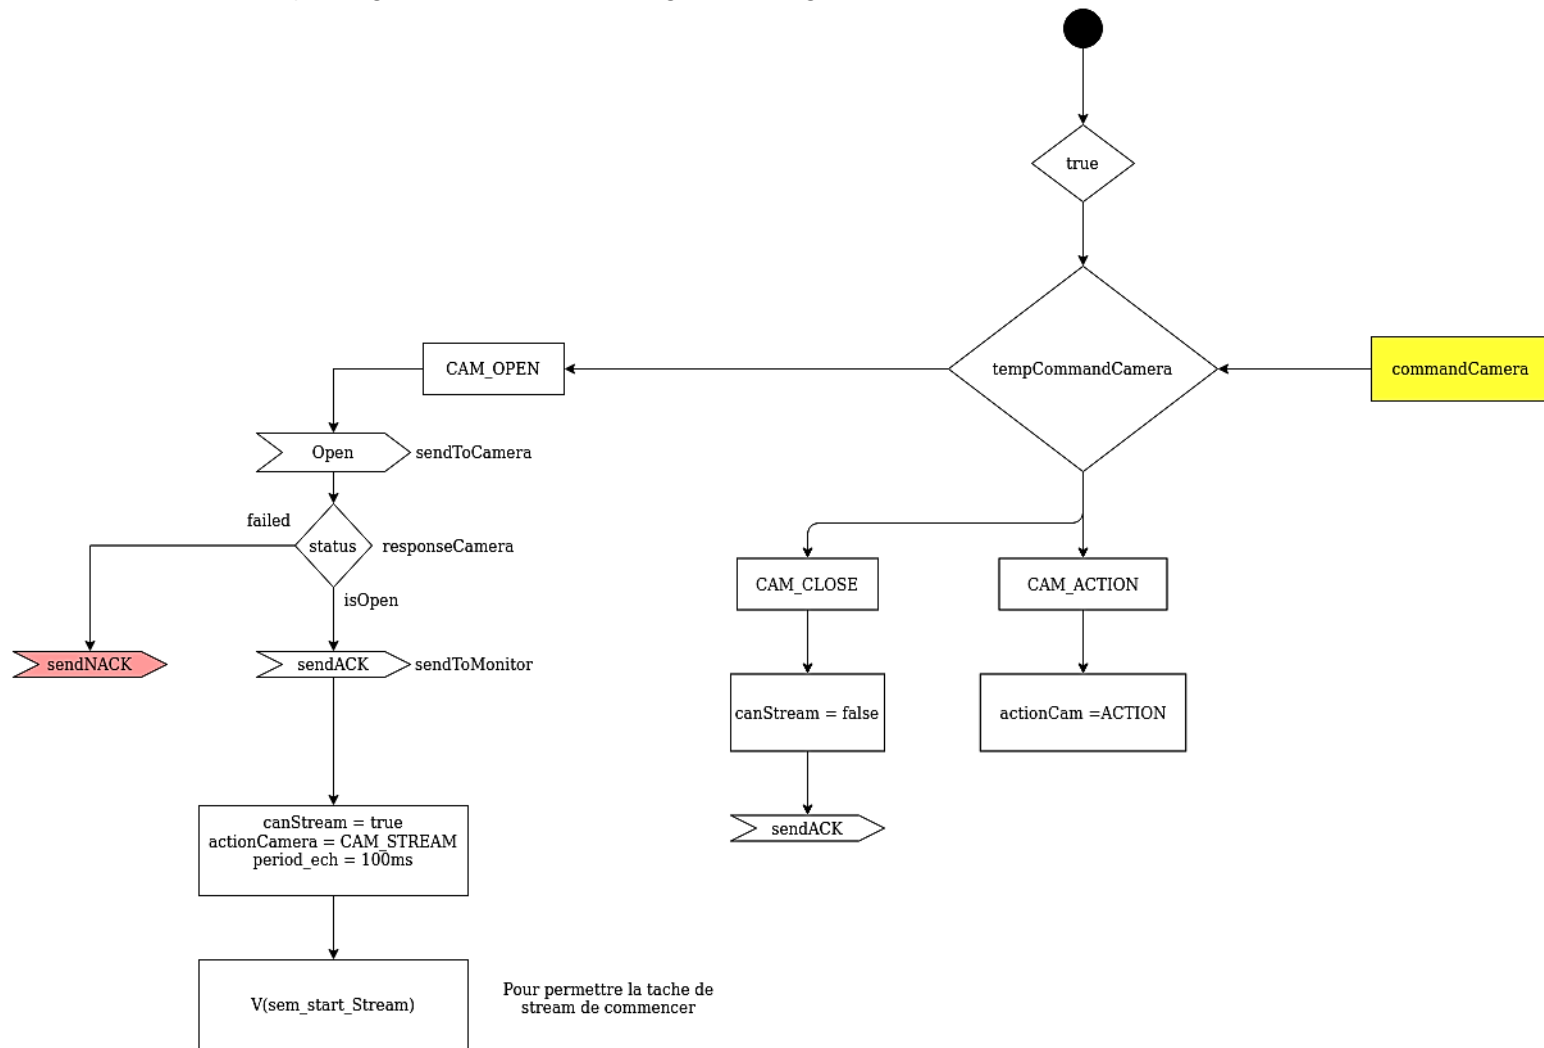 true
CAM_OPEN
tempCommandCamera
commandCamera
Open
sendToCamera
failed
status
responseCamera
isOpen
CAM_CLOSE
CAM_ACTION
sendNACK
sendACK
sendToMonitor
canStream = false
actionCam =ACTION
canStream = true
actionCamera = CAM_STREAM
period_ech = 100ms
sendACK
V(sem_start_Stream)
Pour permettre la tache de
stream de commencer